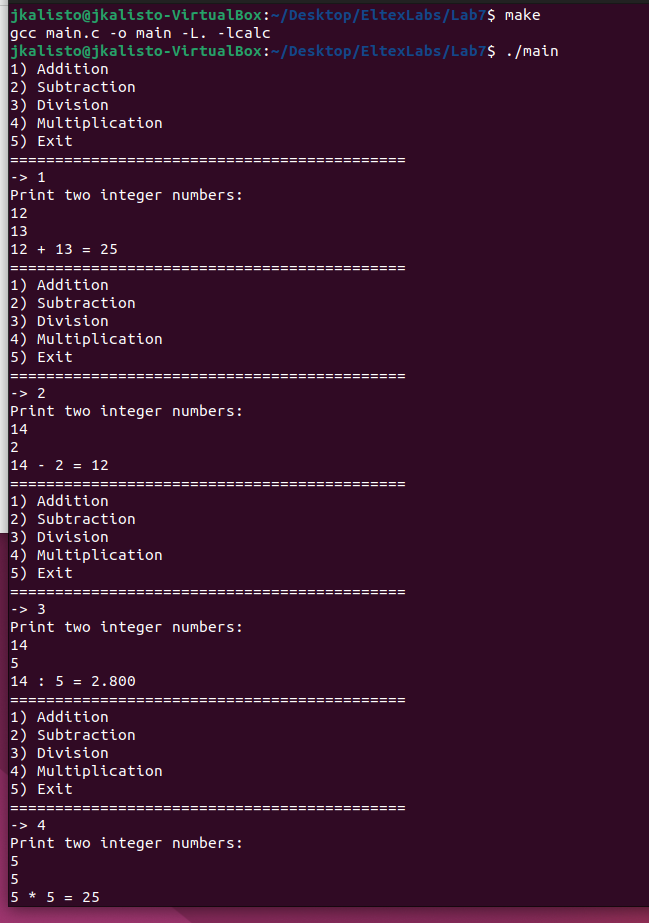 jkalisto@jkalisto-VirtualBox:~/Desktop/EltexLabs/Lab7$ make
gcc main.c -o main -L. -lcalc
jkalisto@jkalisto-VirtualBox:~/Desktop/EltexLabs/Lab7$ ./main
1) Addition
2) Subtraction
3) Division
4) Multiplication
5) Exit
============================================
-> 1
Print two integer numbers:
12
13
12 + 13 = 25
============================================
1) Addition
2) Subtraction
3) Division
4) Multiplication
5) Exit
============================================
-> 2
Print two integer numbers:
14
2
14 - 2 = 12
============================================
1) Addition
2) Subtraction
3) Division
4) Multiplication
5) Exit
============================================
-> 3
Print two integer numbers:
14
5
14 : 5 = 2.800
============================================
1) Addition
2) Subtraction
3) Division
4) Multiplication
5) Exit
============================================
-> 4
Print two integer numbers:
5
5
5 * 5 = 25